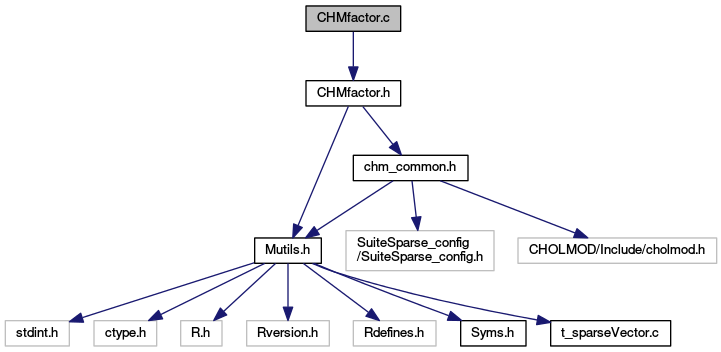 CHMfactor.c
CHMfactor.h
chm_common.h
Mutils.h
SuiteSparse_config
/SuiteSparse_config.h
CHOLMOD/Include/cholmod.h
stdint.h
ctype.h
R.h
Rversion.h
Rdefines.h
Syms.h
t_sparseVector.c